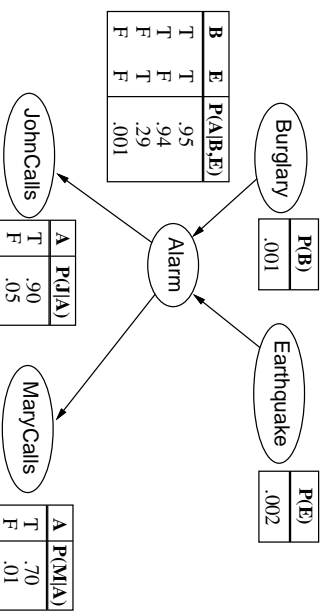 Burglary
P(B)
.001
Earthquake
P(E)
.002
B E P(A|B,E)
T T .95
T F .94
F T .29
F F .001
Alarm
JohnCalls
A P(J|A)
T .90
F .05
MaryCalls
A P(M|A)
T .70
F .01